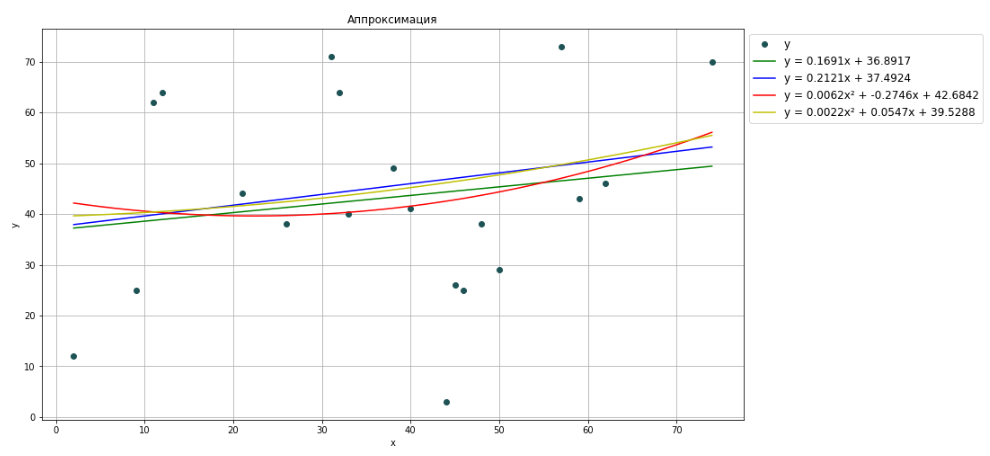 Аппроксимация
y
y = 0.1691x + 36.8917
y = 0.2121x + 37.4924
y = 0.0062x² + -0.2746x + 42.6842
y = 0.0022x² + 0.0547x + 39.5288
70
60
50
40
30
20
10
0
y
0 10 20 30 40 50 60 70
x